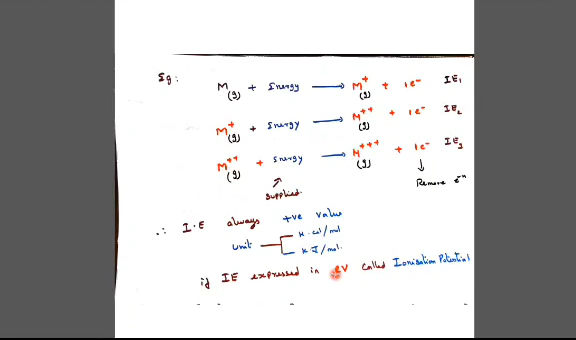 Eg:
M(g) + Energy → M+(g) + 1e- IE1
M+(g) + Energy → M++(g) + 1e- IE2
M++(g) + Energy → M+++(g) + 1e- IE3
Supplied.
Remove e-n
∴ I.E always +ve value
Unit K.cal/mol
KJ/mol.
if IE expressed in eV called Ionisation Potential